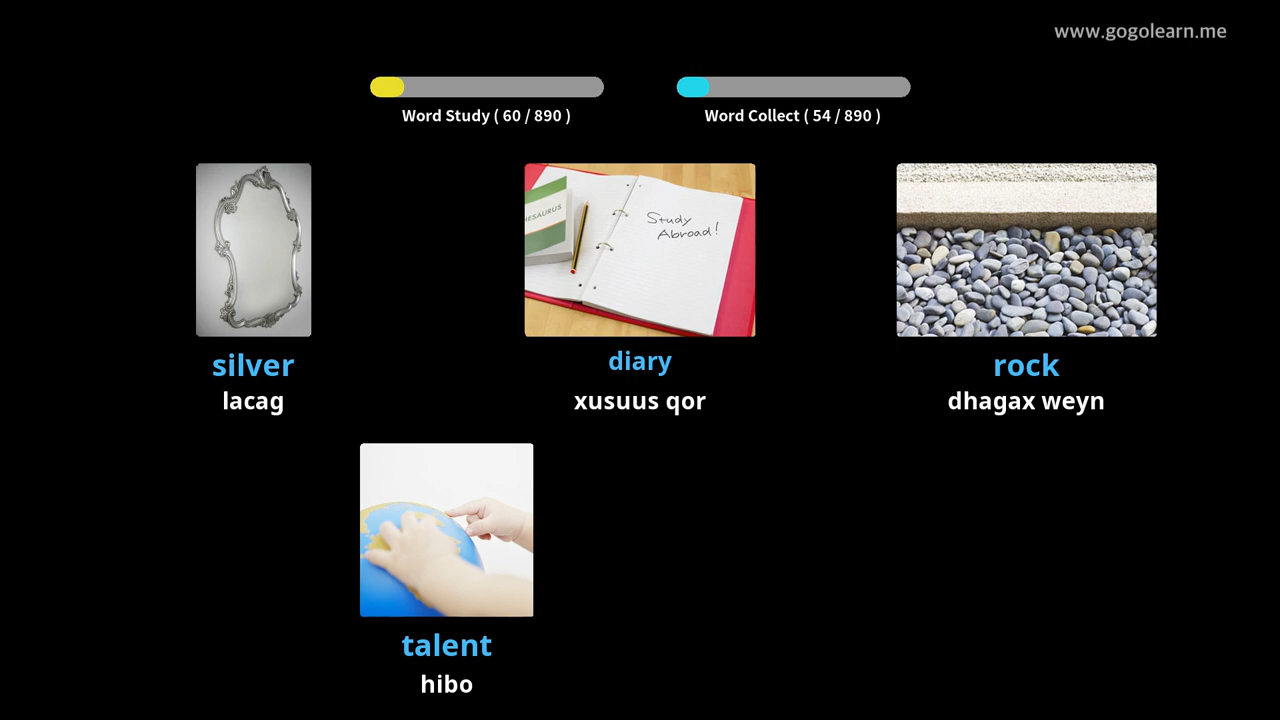 www.gogolearn.me
Word Study ( 60 / 890 )
Word Collect ( 54 / 890 )
HESAURUS
Study
Abroad!
silver
lacag
diary
xusuus qor
rock
dhagax weyn
talent
hibo